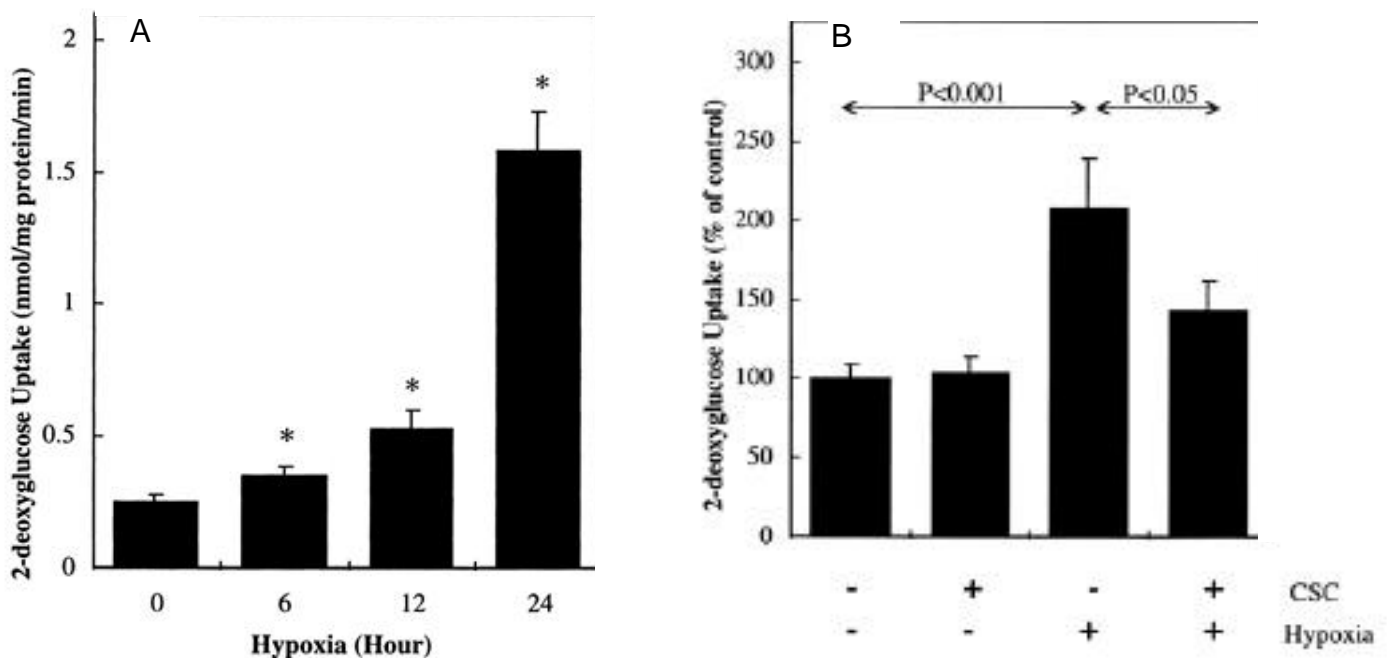 A
2-deoxyglucose Uptake (nmol/mg protein/min)
2
1.5
1
0.5
0
*
*
*
0 6 12 24
Hypoxia (Hour)
B
2-deoxyglucose Uptake (% of control)
300
250
200
150
100
50
0
P<0.001 P<0.05
- + - + CSC
- - + + Hypoxia